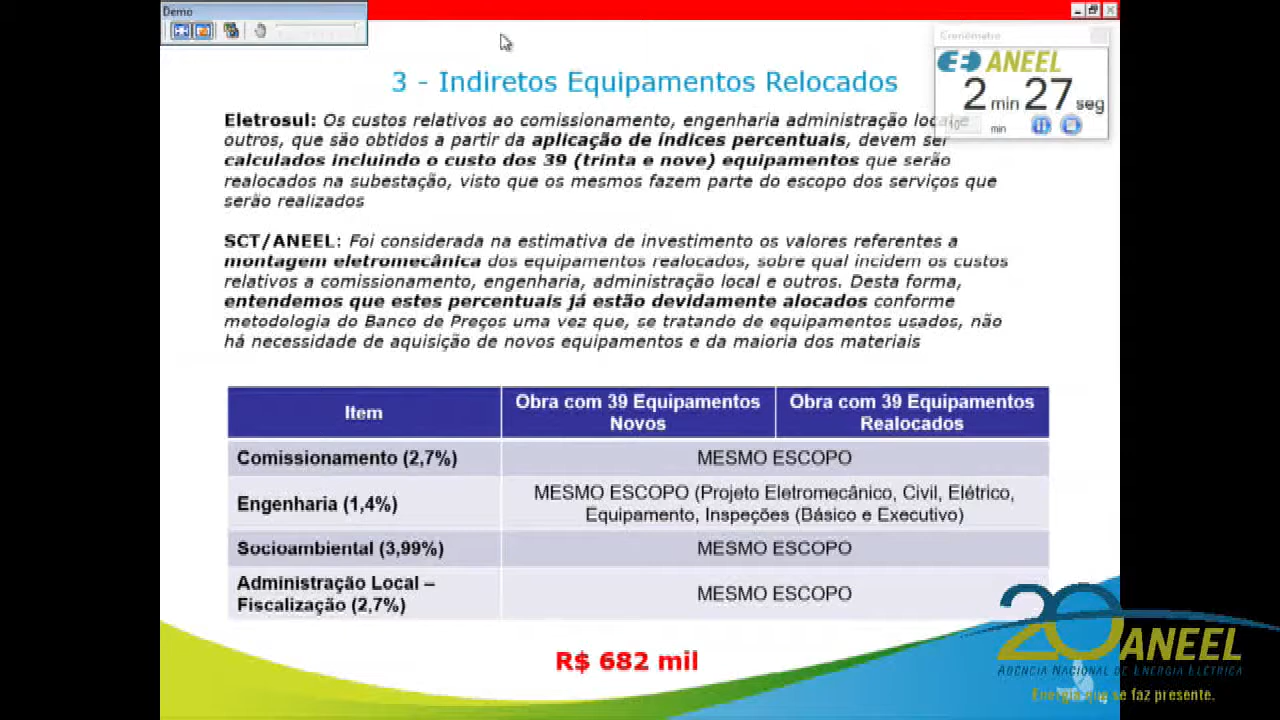 Demo
Cronômetro
ANEEL
2 min 27 seg
10
min
3 - Indiretos Equipamentos Relocados
Eletrosul: Os custos relativos ao comissionamento, engenharia administração local e
outros, que são obtidos a partir da aplicação de índices percentuais, devem ser
calculados incluindo o custo dos 39 (trinta e nove) equipamentos que serão
realocados na subestação, visto que os mesmos fazem parte do escopo dos serviços que
serão realizados
SCT/ANEEL: Foi considerada na estimativa de investimento os valores referentes a
montagem eletromecânica dos equipamentos realocados, sobre qual incidem os custos
relativos a comissionamento, engenharia, administração local e outros. Desta forma,
entendemos que estes percentuais já estão devidamente alocados conforme
metodologia do Banco de Preços uma vez que, se tratando de equipamentos usados, não
há necessidade de aquisição de novos equipamentos e da maioria dos materiais
Item
Obra com 39 Equipamentos
Novos
Obra com 39 Equipamentos
Realocados
Comissionamento (2,7%)
MESMO ESCOPO
Engenharia (1,4%)
MESMO ESCOPO (Projeto Eletromecânico, Civil, Elétrico,
Equipamento, Inspeções (Básico e Executivo)
Socioambiental (3,99%)
MESMO ESCOPO
Administração Local –
Fiscalização (2,7%)
MESMO ESCOPO
R$ 682 mil
20 ANEEL
AGÊNCIA NACIONAL DE ENERGIA ELÉTRICA
Energia que se faz presente.